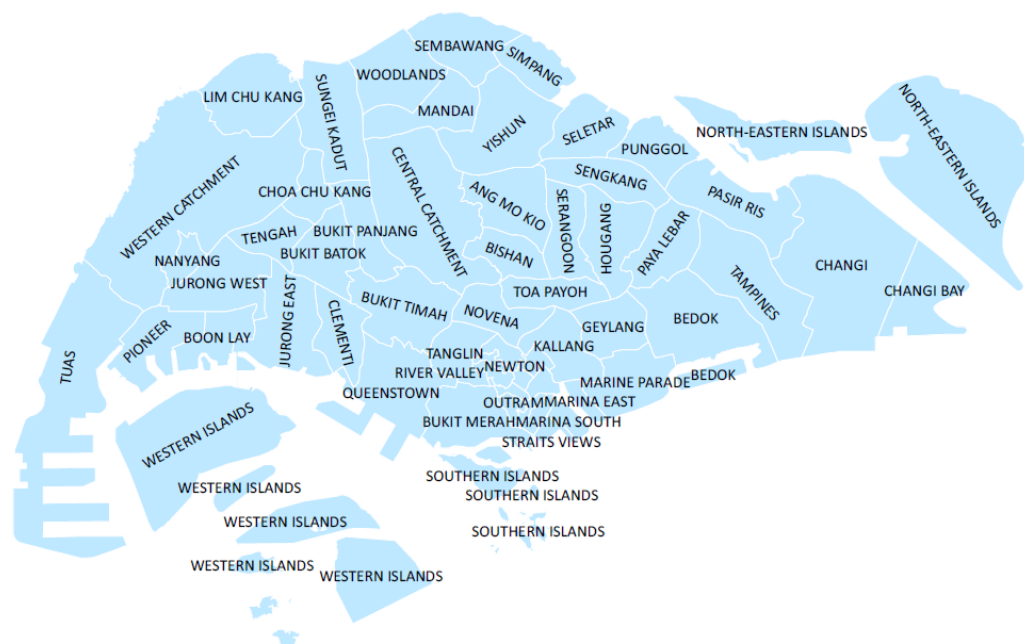 SEMBAWANG
SIMPANG
WOODLANDS
LIM CHU KANG
SUNGEI KADUT
MANDAI
YISHUN
SELETAR
PUNGGOL
NORTH-EASTERN ISLANDS
NORTH-EASTERN ISLANDS
WESTERN CATCHMENT
CHOA CHU KANG
CENTRAL CATCHMENT
ANG MO KIO
SENGKANG
PASIR RIS
SERANGOON
HOUGANG
PAYA LEBAR
TENGAH
BUKIT PANJANG
BUKIT BATOK
BISHAN
NANYANG
JURONG WEST
TOA PAYOH
TAMPINES
CHANGI
CHANGI BAY
TUAS
PIONEER
BOON LAY
JURONG EAST
CLEMENTI
BUKIT TIMAH
NOVENA
GEYLANG
BEDOK
KALLANG
TANGLIN
RIVER VALLEY
NEWTON
QUEENSTOWN
MARINE PARADE
BEDOK
OUTRAM
MARINA EAST
BUKIT MERAH
MARINA SOUTH
STRAITS VIEWS
WESTERN ISLANDS
WESTERN ISLANDS
WESTERN ISLANDS
WESTERN ISLANDS
WESTERN ISLANDS
SOUTHERN ISLANDS
SOUTHERN ISLANDS
SOUTHERN ISLANDS